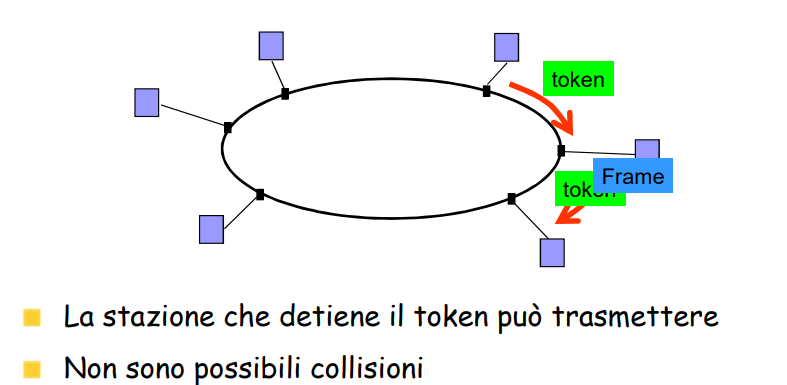 token
Frame
token
La stazione che detiene il token può trasmettere
Non sono possibili collisioni